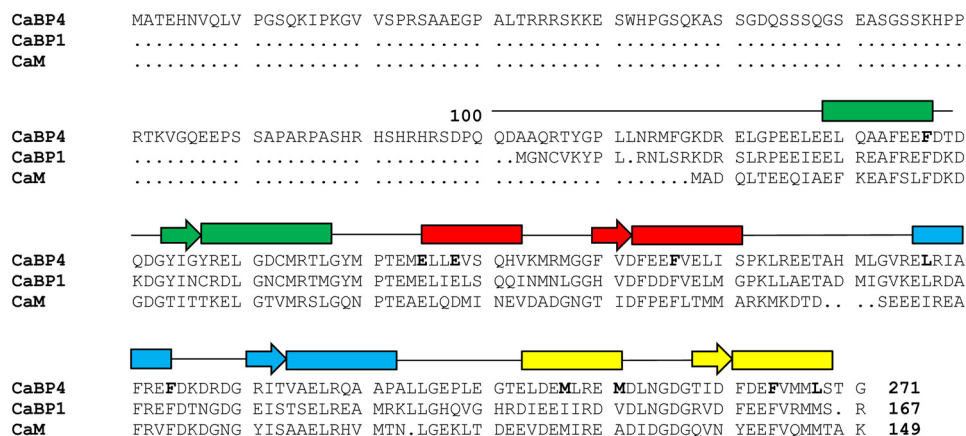 CaBP4 MATEHNVQLV PGSQKIPKGV VSPRSAAEGP ALTRRRSKKE SWHPGSQKAS SGDQSSSQGS EASGSSKHPP
CaBP1 .......... .......... .......... .......... .......... .......... ..........
CaM .......... .......... .......... .......... .......... .......... ..........
100
CaBP4 RTKVGQEEPS SAPARPASHR HSHRHRSDPQ QDAAQRTYGP LLNRMFGKDR ELGPEELEEL QAAFEEFDTD
CaBP1 .......... .......... .......... ..MGNCVKYP L.RNLSRKDR SLRPEEIEEL REAFREFDKD
CaM .......... .......... .......... .......... .......MAD QLTEEQIAEF KEAFSLFDKD
CaBP4 QDGYIGYREL GDCMRTLGYM PTEMELLEVS QHVKMRMGGF VDFEEFVELI SPKLREETAH MLGVRELRIA
CaBP1 KDGYINCRDL GNCMRTMGYM PTEMELIELS QQINMNLGGH VDFDDFVELM GPKLLAETAD MIGVKELRDA
CaM GDGTITTKEL GTVMRSLGQN PTEAELQDMI NEVDADGNGT IDFPEFLTMM ARKMKDTD.. .SEEEIREA
CaBP4 FREFDKDRDG RITVAELRQA APALLGEPLEG TELDEMLRE MDLNGDGTID FDEFVMMLST G 271
CaBP1 FREFDTNGDG EISTSELREA MRKLLGHQVG HRDIEEIIRD VDLNGDGRVD FEEFVRMMS. R 167
CaM FRVFDKDGNG YISAAELRHV MTN.LGEKLT DEEVDEMIRE ADIDGDGQVN YEEFVQMMTA K 149